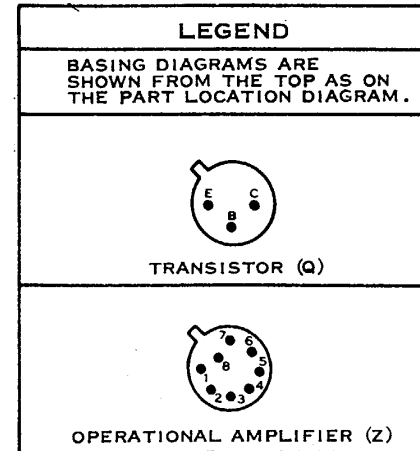 LEGEND
BASING DIAGRAMS ARE
SHOWN FROM THE TOP AS ON
THE PART LOCATION DIAGRAM.
E C
B
TRANSISTOR (Q)
7
6
8
5
1
4
2
3
OPERATIONAL AMPLIFIER (Z)